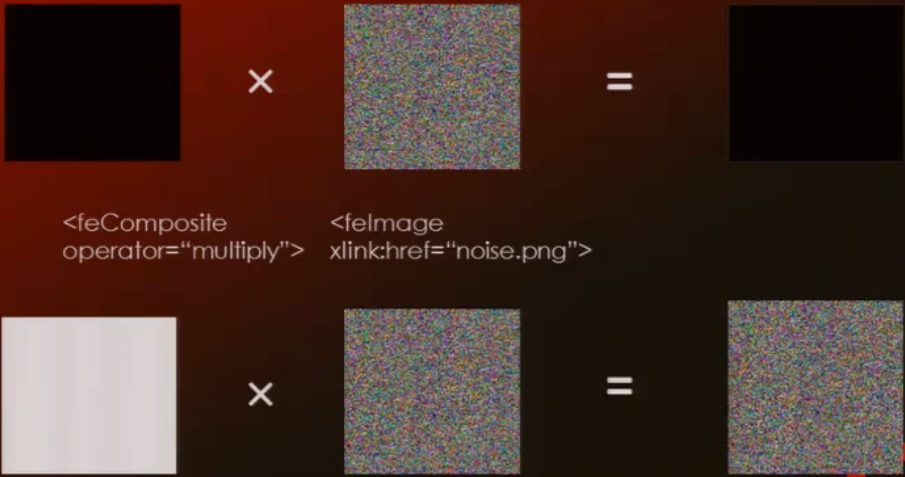 ×
=
<feComposite
operator=“multiply”>
<feImage
xlink:href=“noise.png”>
×
=